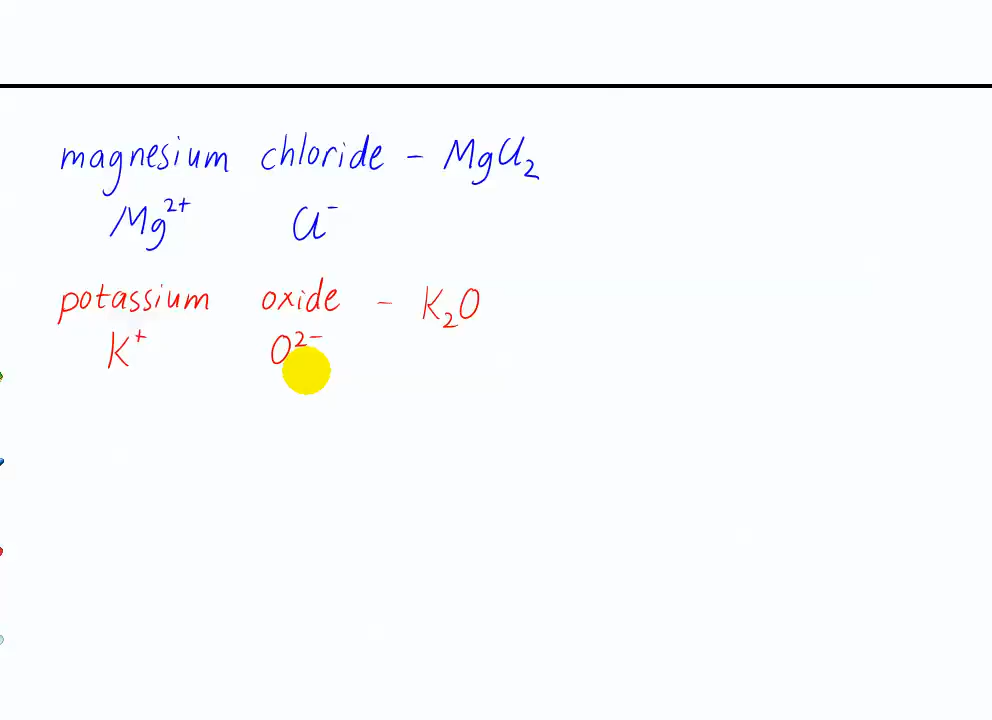 magnesium chloride - MgCl₂
Mg²⁺ Cl⁻
potassium oxide - K₂O
K⁺ O²⁻